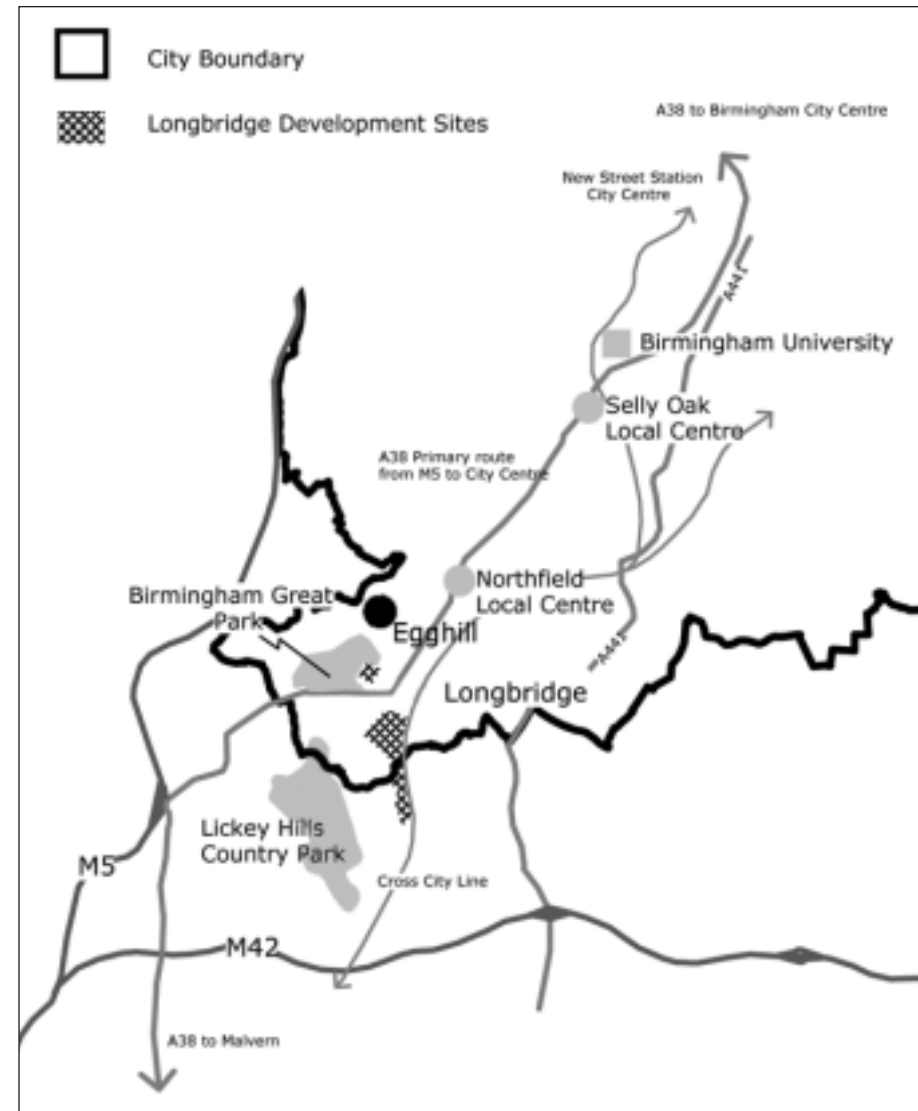 City Boundary
Longbridge Development Sites
A38 to Birmingham City Centre
New Street Station
City Centre
A441
Birmingham University
Selly Oak
Local Centre
A38 Primary route
from M5 to City Centre
Northfield
Local Centre
Birmingham Great
Park
Egghill
A441
Longbridge
Lickey Hills
Country Park
M5
Cross City Line
M42
A38 to Malvern